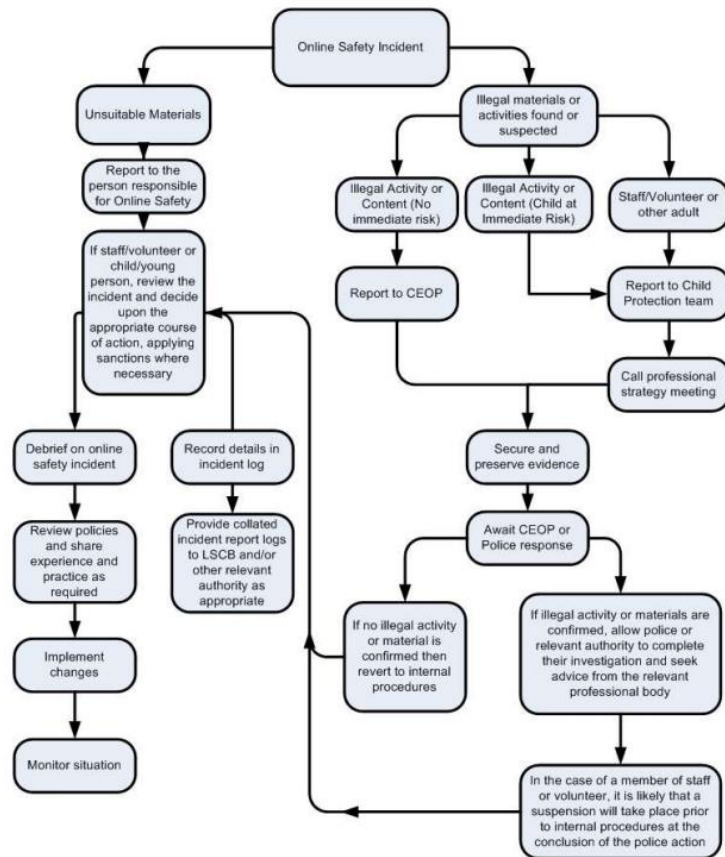 Online Safety Incident
Unsuitable Materials
Illegal materials or
activities found or
suspected
Report to the
person responsible
for Online Safety
Illegal Activity or
Content (No
immediate risk)
Illegal Activity or
Content (Child at
Immediate Risk)
Staff/Volunteer or
other adult
If staff/volunteer or
child/young
person, review the
incident and decide
upon the
appropriate course
of action, applying
sanctions where
necessary
Report to CEOP
Report to Child
Protection team
Call professional
strategy meeting
Debrief on online
safety incident
Record details in
incident log
Secure and
preserve evidence
Review policies
and share
experience and
practice as
required
Provide collated
incident report logs
to LSCB and/or
other relevant
authority as
appropriate
Await CEOP or
Police response
If no illegal activity
or material is
confirmed then
revert to internal
procedures
If illegal activity or materials are
confirmed, allow police or
relevant authority to complete
their investigation and seek
advice from the relevant
professional body
Implement
changes
Monitor situation
In the case of a member of staff
or volunteer, it is likely that a
suspension will take place prior
to internal procedures at the
conclusion of the police action